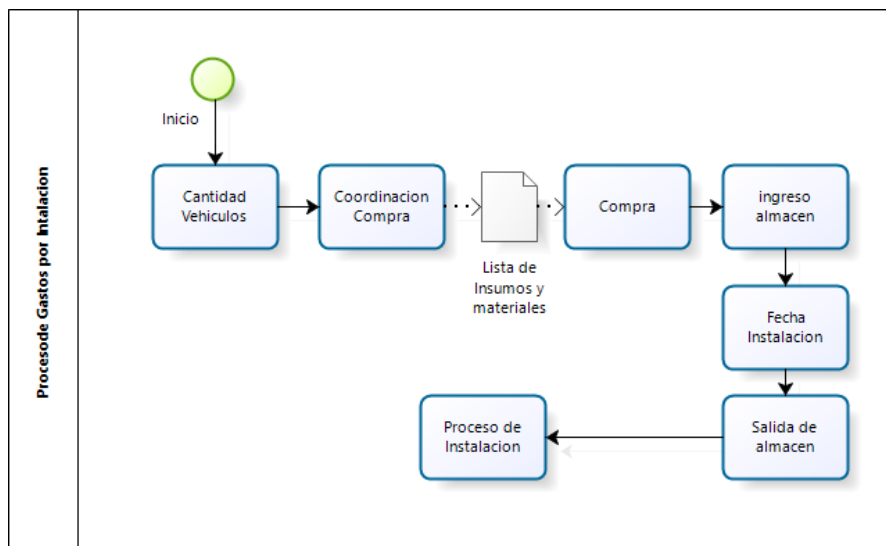 Procesode Gastos por Intalacion
Inicio
Cantidad
Vehiculos
Coordinacion
Compra
Lista de
Insumos y
materiales
Compra
ingreso
almacen
Fecha
Instalacion
Salida de
almacen
Proceso de
Instalacion